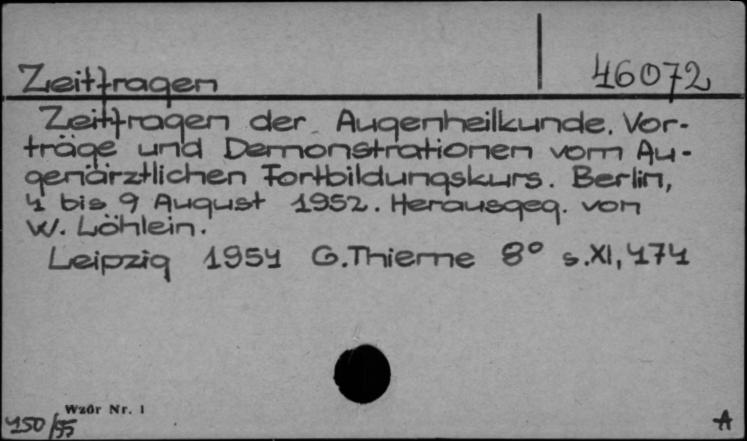 46072
Zeitfragen
Zeitfragen der Augenheilkunde. Vor-
träge und Demonstrationen vom Au-
genärztlichen Fortbildungskurs. Berlin,
4 bis 9 August 1952. Herausgeg. von
W. Löhlein.
Leipzig 1954 G. Thieme 8° s. XI, 474
Wzór Nr. 1
450/55
A